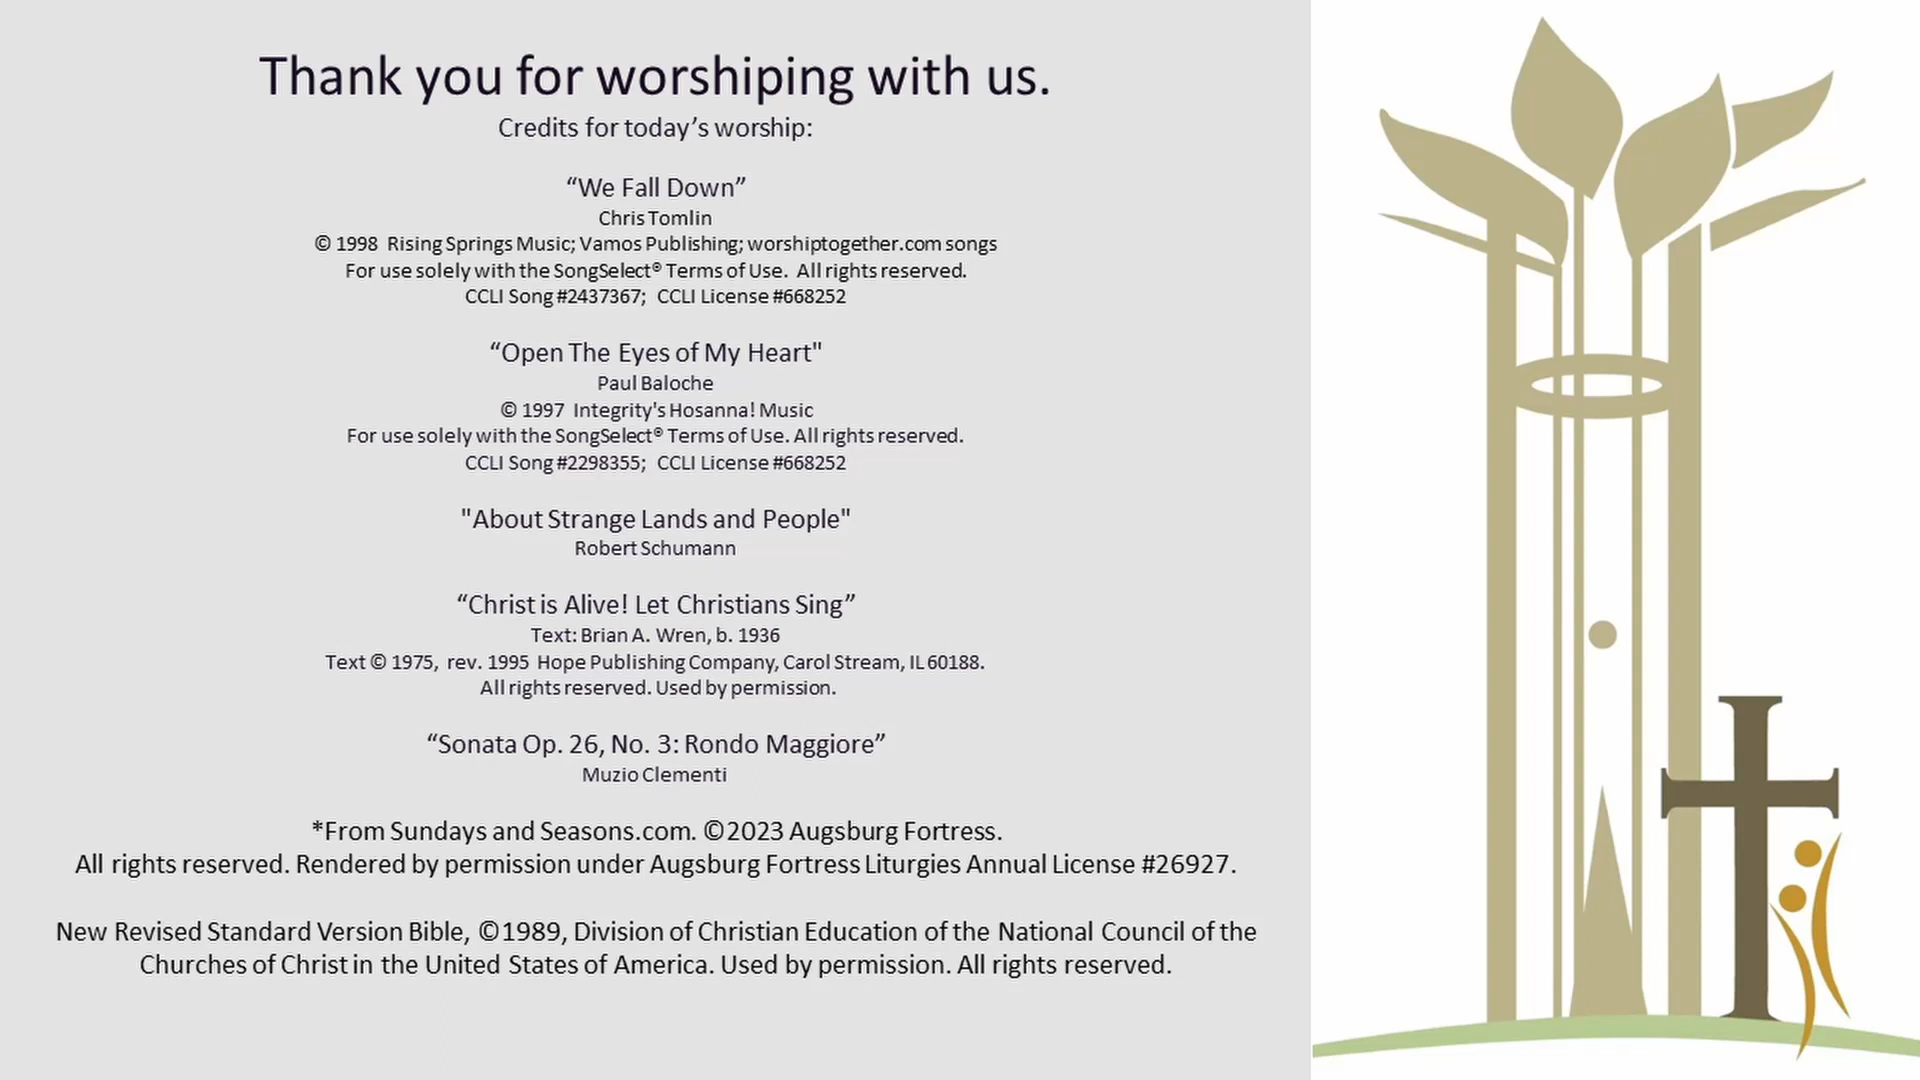 Thank you for worshiping with us.
Credits for today’s worship:
“We Fall Down”
Chris Tomlin
© 1998  Rising Springs Music; Vamos Publishing; worshiptogether.com songs
For use solely with the SongSelect® Terms of Use.  All rights reserved.
CCLI Song #2437367;  CCLI License #668252
“Open The Eyes of My Heart"
Paul Baloche
© 1997  Integrity's Hosanna! Music
For use solely with the SongSelect® Terms of Use. All rights reserved.
CCLI Song #2298355;  CCLI License #668252
"About Strange Lands and People"
Robert Schumann
“Christ is Alive! Let Christians Sing”
Text: Brian A. Wren, b. 1936
Text © 1975,  rev. 1995  Hope Publishing Company, Carol Stream, IL 60188.
All rights reserved. Used by permission.
“Sonata Op. 26, No. 3: Rondo Maggiore”
Muzio Clementi
*From Sundays and Seasons.com. ©2023 Augsburg Fortress.
All rights reserved. Rendered by permission under Augsburg Fortress Liturgies Annual License #26927.
New Revised Standard Version Bible, ©1989, Division of Christian Education of the National Council of the
Churches of Christ in the United States of America. Used by permission. All rights reserved.